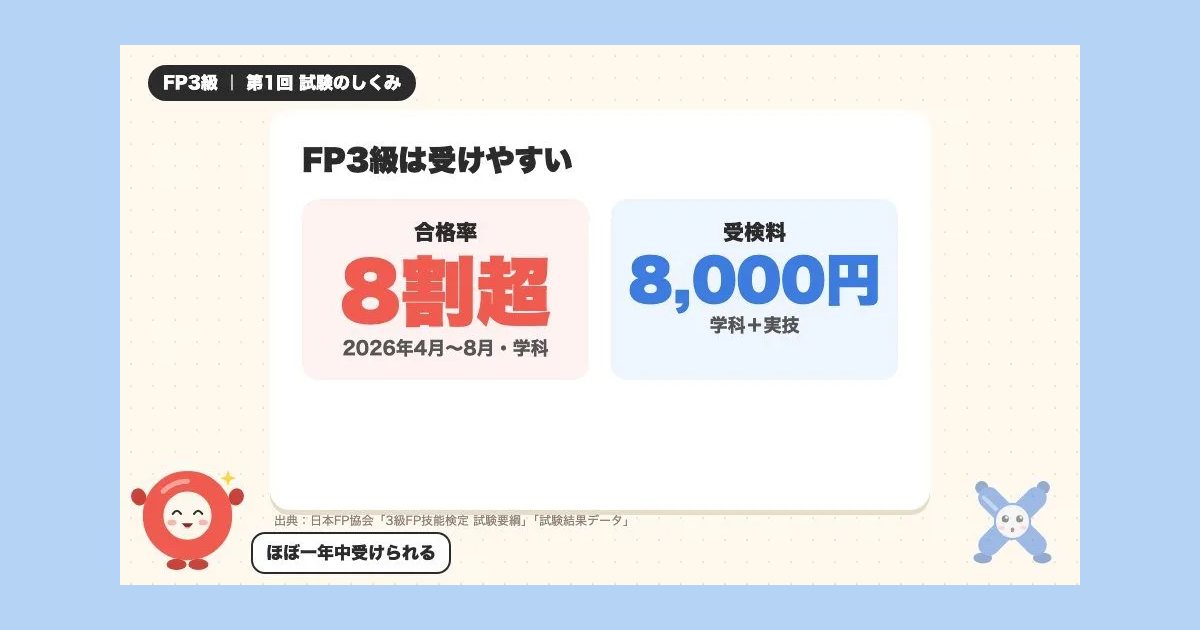 FP3級 | 第1回 試験のしくみ
FP3級は受けやすい
合格率
8割超
2026年4月〜8月・学科
受検料
8,000円
学科+実技
出典:日本FP協会「3級FP技能検定 試験要綱」「試験結果データ」
ほぼ一年中受けられる